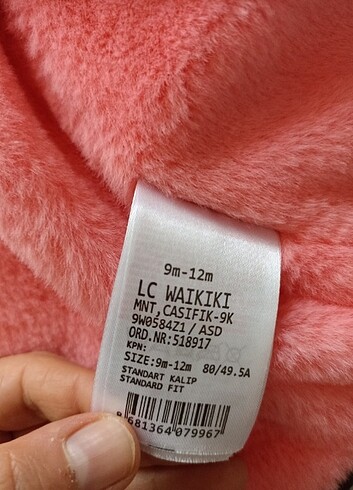 9m-12m
LC WAIKIKI
MNT,CASIFIK-9K
9W0584Z1/ASD
ORD.NR:518917
KPN:
SIZE:9m-12m 80/49.5A
STANDART KALIP
STANDARD FIT
8681364079967